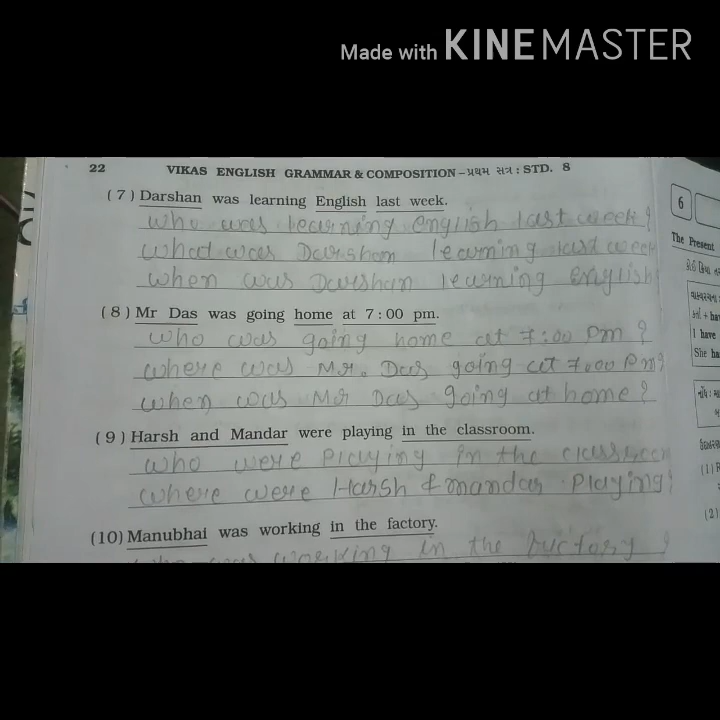 Made with KINEMASTER
22 VIKAS ENGLISH GRAMMAR & COMPOSITION – પ્રથમ સત્ર : STD. 8
( 7 ) Darshan was learning English last week.
who was learning english last week ?
what was Darshan learning last week
when was Darshan learning english
( 8 ) Mr Das was going home at 7 : 00 pm.
who was going home at 7:00 pm ?
where was Mr. Das going at 7:00 Pm?
when was Mr Das going at home ?
( 9 ) Harsh and Mandar were playing in the classroom.
who were Playing in the classroom
where were Harsh & mandar Playing
(10) Manubhai was working in the factory.
was working in the factory ?
6
The Present
I have
She ha
(1)
(2)